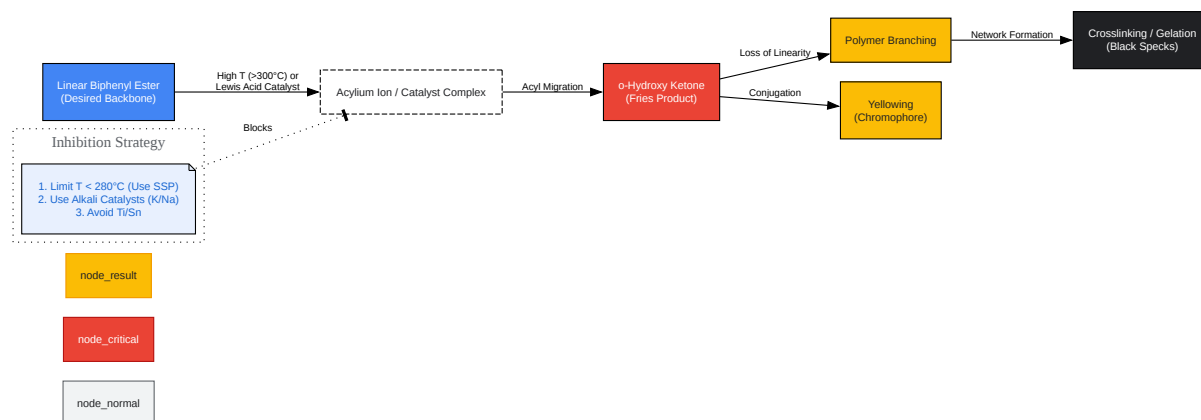 Linear Biphenyl Ester
(Desired Backbone)
High T (>300°C) or
Lewis Acid Catalyst
Acylium Ion / Catalyst Complex
Acyl Migration
o-Hydroxy Ketone
(Fries Product)
Loss of Linearity
Polymer Branching
Network Formation
Crosslinking / Gelation
(Black Specks)
Conjugation
Yellowing
(Chromophore)
Blocks
Inhibition Strategy
1. Limit T < 280°C (Use SSP)
2. Use Alkali Catalysts (K/Na)
3. Avoid Ti/Sn
node_result
node_critical
node_normal